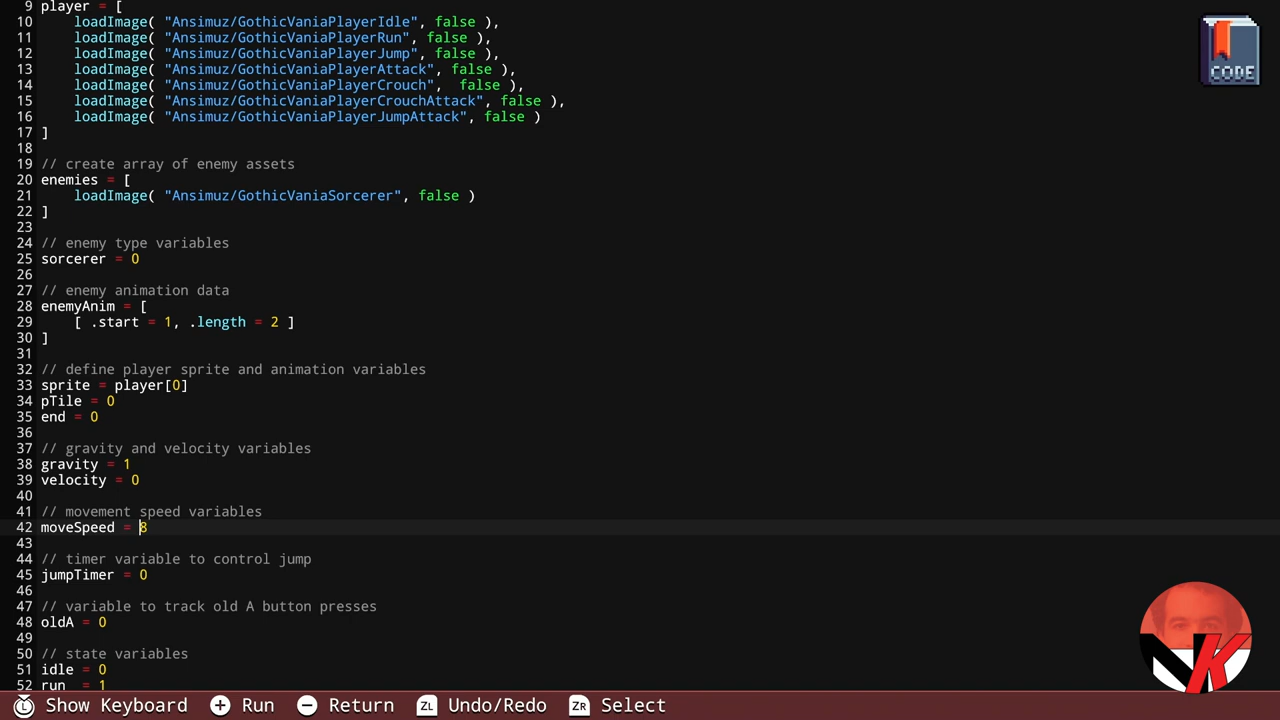 9 player = [
10 loadImage( "Ansimuz/GothicVaniaPlayerIdle", false ),
11 loadImage( "Ansimuz/GothicVaniaPlayerRun", false ),
12 loadImage( "Ansimuz/GothicVaniaPlayerJump", false ),
13 loadImage( "Ansimuz/GothicVaniaPlayerAttack", false ),
14 loadImage( "Ansimuz/GothicVaniaPlayerCrouch",  false ),
15 loadImage( "Ansimuz/GothicVaniaPlayerCrouchAttack", false ),
16 loadImage( "Ansimuz/GothicVaniaPlayerJumpAttack", false )
17 ]
18
19 // create array of enemy assets
20 enemies = [
21 loadImage( "Ansimuz/GothicVaniaSorcerer", false )
22 ]
23
24 // enemy type variables
25 sorcerer = 0
26
27 // enemy animation data
28 enemyAnim = [
29 [ .start = 1, .length = 2 ]
30 ]
31
32 // define player sprite and animation variables
33 sprite = player[0]
34 pTile = 0
35 end = 0
36
37 // gravity and velocity variables
38 gravity = 1
39 velocity = 0
40
41 // movement speed variables
42 moveSpeed = 8
43
44 // timer variable to control jump
45 jumpTimer = 0
46
47 // variable to track old A button presses
48 oldA = 0
49
50 // state variables
51 idle = 0
52 run  = 1
CODE
NK
L Show Keyboard + Run − Return ZL Undo/Redo ZR Select